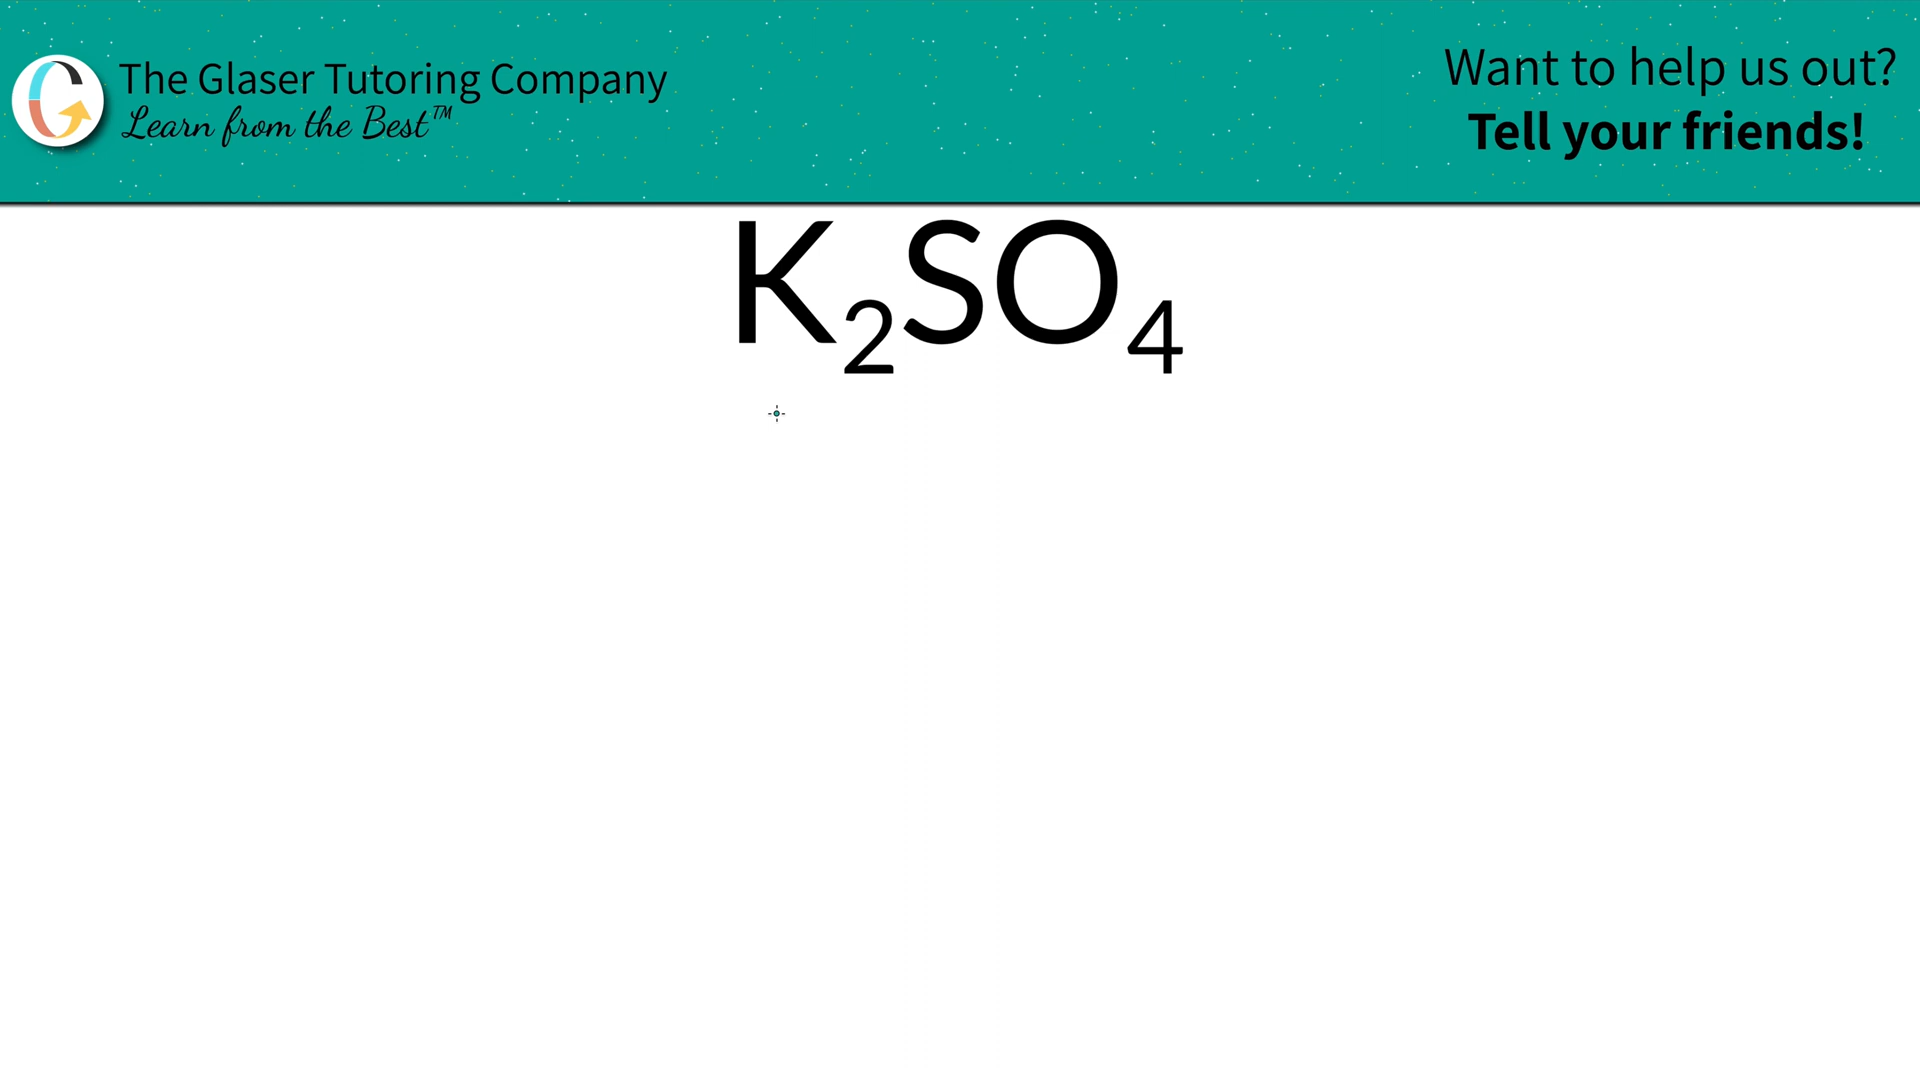 The Glaser Tutoring Company
Learn from the Best™
Want to help us out?
Tell your friends!
K₂SO₄